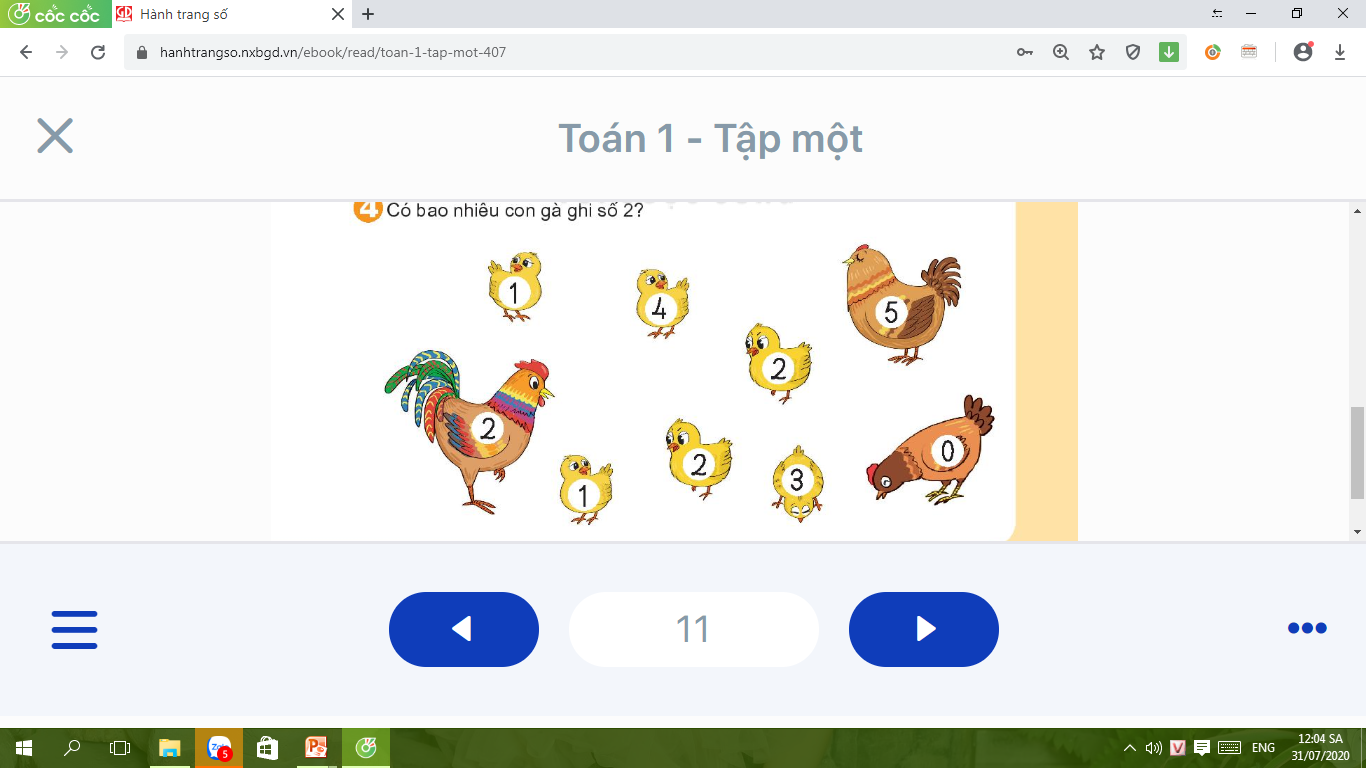 cốc cốc
Hành trang số
hanhtrangso.nxbgd.vn/ebook/read/toan-1-tap-mot-407
Toán 1 - Tập một
4 Có bao nhiêu con gà ghi số 2?
1
4
5
2
2
1
2
3
0
11
5
ENG
12:04 SA
31/07/2020